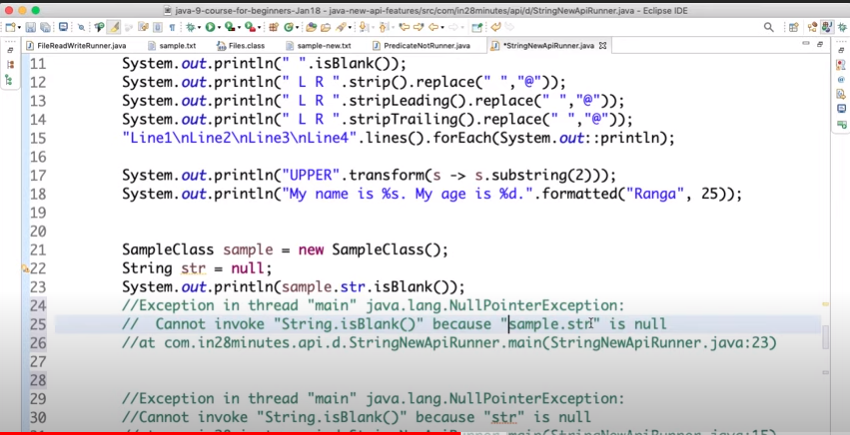 java-9-course-for-beginners-Jan18 - java-new-api-features/src/com/in28minutes/api/d/StringNewApiRunner.java - Eclipse IDE
FileReadWriteRunner.java sample.txt Files.class sample-new.txt PredicateNotRunner.java *StringNewApiRunner.java
11 System.out.println(" ".isBlank());
12 System.out.println(" L R ".strip().replace(" ","@"));
13 System.out.println(" L R ".stripLeading().replace(" ","@"));
14 System.out.println(" L R ".stripTrailing().replace(" ","@"));
15 "Line1\nLine2\nLine3\nLine4".lines().forEach(System.out::println);
16
17 System.out.println("UPPER".transform(s -> s.substring(2)));
18 System.out.println("My name is %s. My age is %d.".formatted("Ranga", 25));
19
20
21 SampleClass sample = new SampleClass();
22 String str = null;
23 System.out.println(sample.str.isBlank());
24 //Exception in thread "main" java.lang.NullPointerException:
25 //  Cannot invoke "String.isBlank()" because "sample.str" is null
26 //at com.in28minutes.api.d.StringNewApiRunner.main(StringNewApiRunner.java:23)
27
28
29 //Exception in thread "main" java.lang.NullPointerException:
30 //Cannot invoke "String.isBlank()" because "str" is null